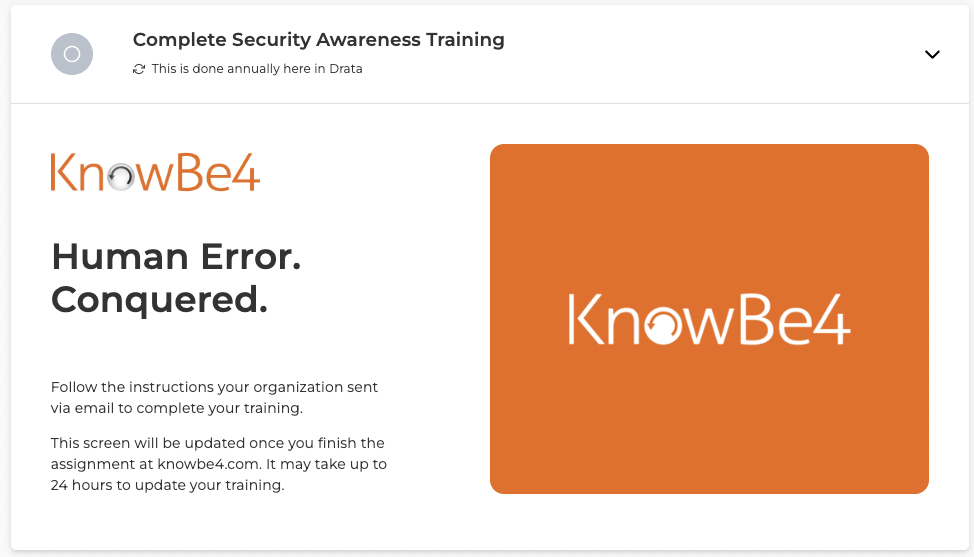 Complete Security Awareness Training
This is done annually here in Drata
KnowBe4
Human Error.
Conquered.
Follow the instructions your organization sent
via email to complete your training.
This screen will be updated once you finish the
assignment at knowbe4.com. It may take up to
24 hours to update your training.
KnowBe4